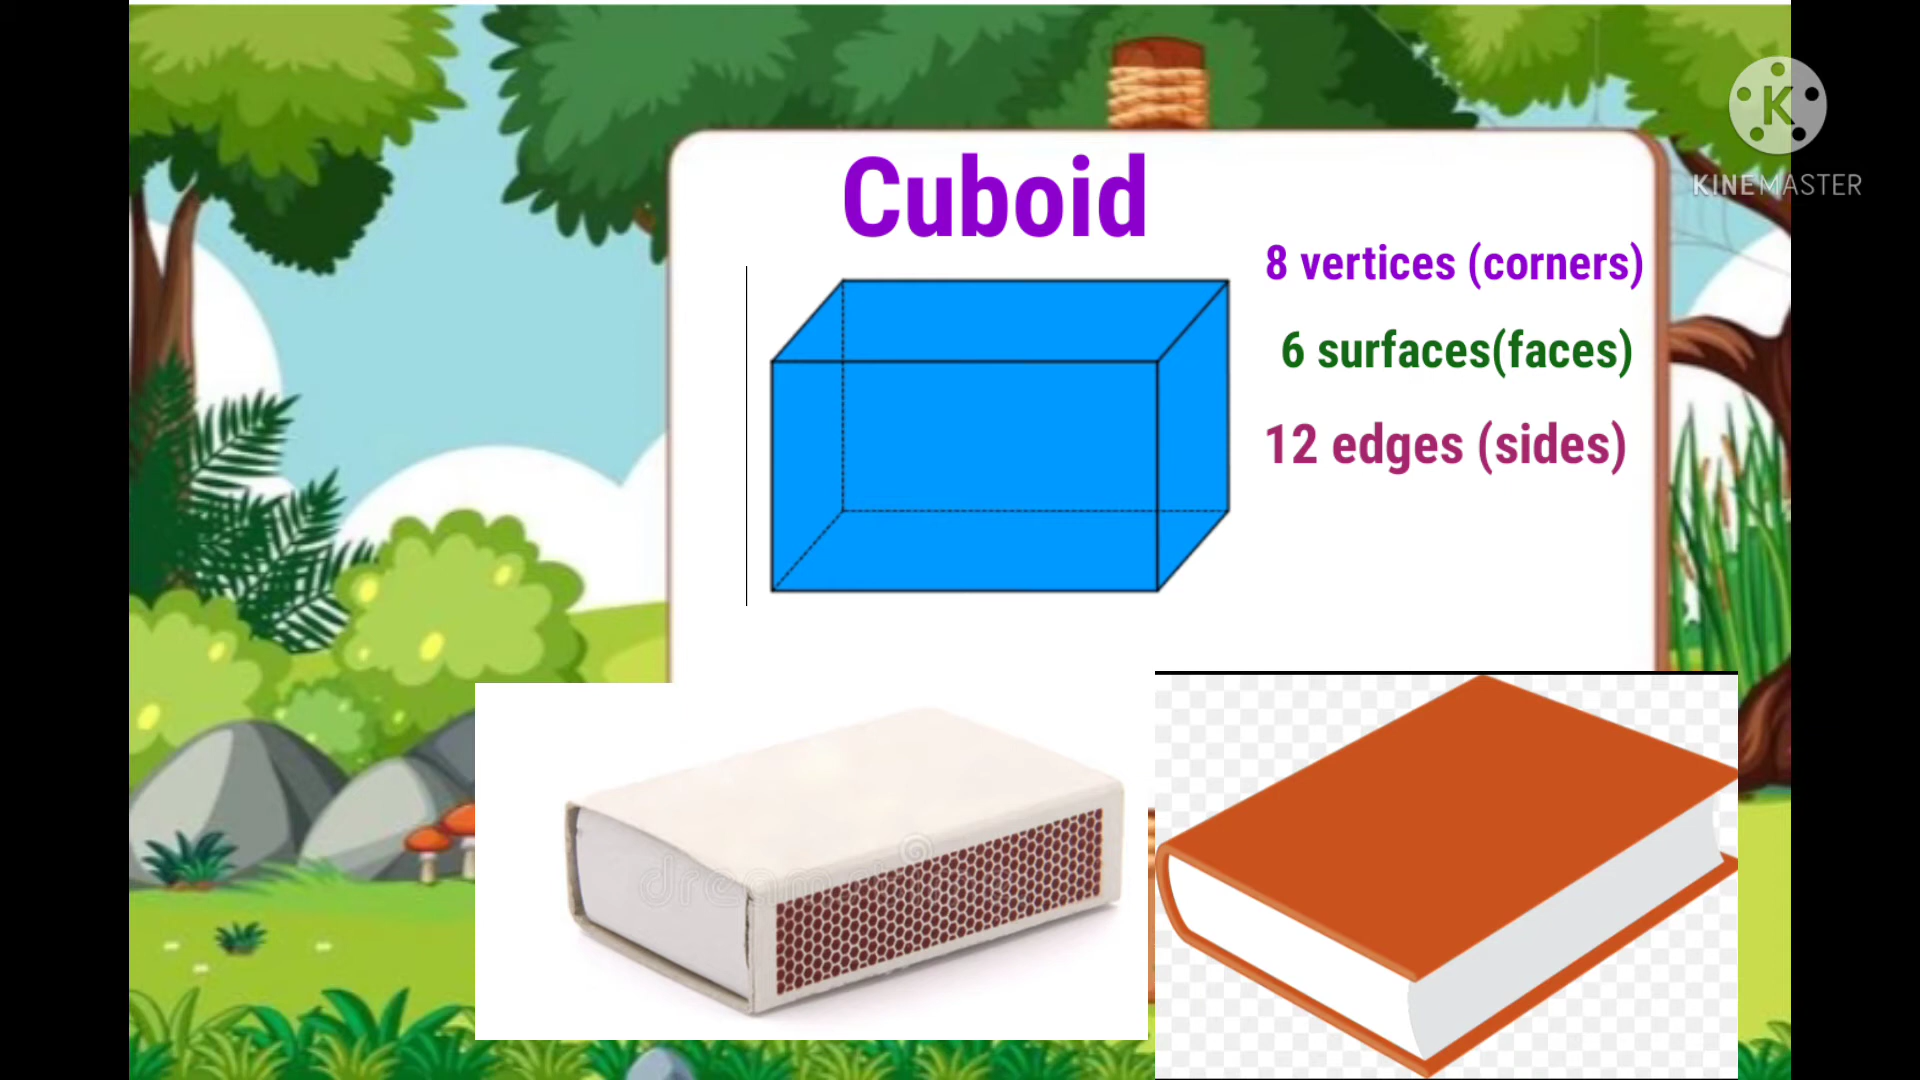 K
KINEMASTER
Cuboid
8 vertices (corners)
6 surfaces(faces)
12 edges (sides)